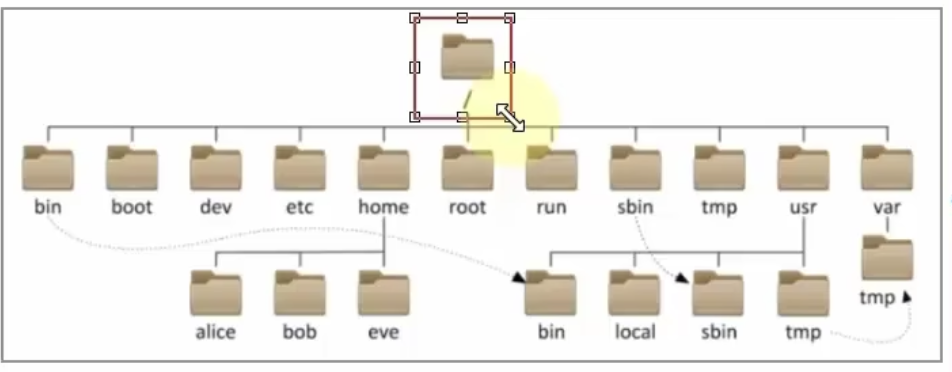 /
bin boot dev etc home root run sbin tmp usr var
tmp
alice bob eve bin local sbin tmp